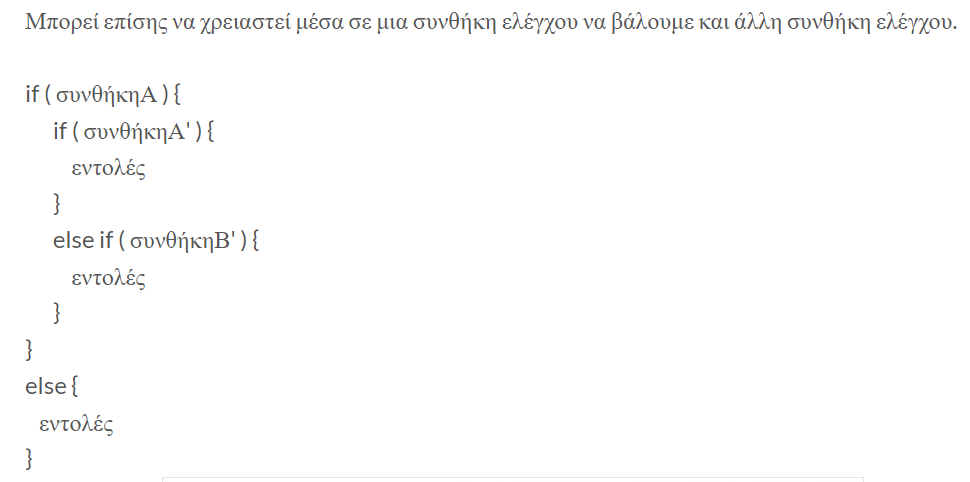 Μπορεί επίσης να χρειαστεί μέσα σε μια συνθήκη ελέγχου να βάλουμε και άλλη συνθήκη ελέγχου.
if ( συνθήκηΑ ) {
if ( συνθήκηΑ' ) {
εντολές
}
else if ( συνθήκηΒ' ) {
εντολές
}
}
else {
εντολές
}